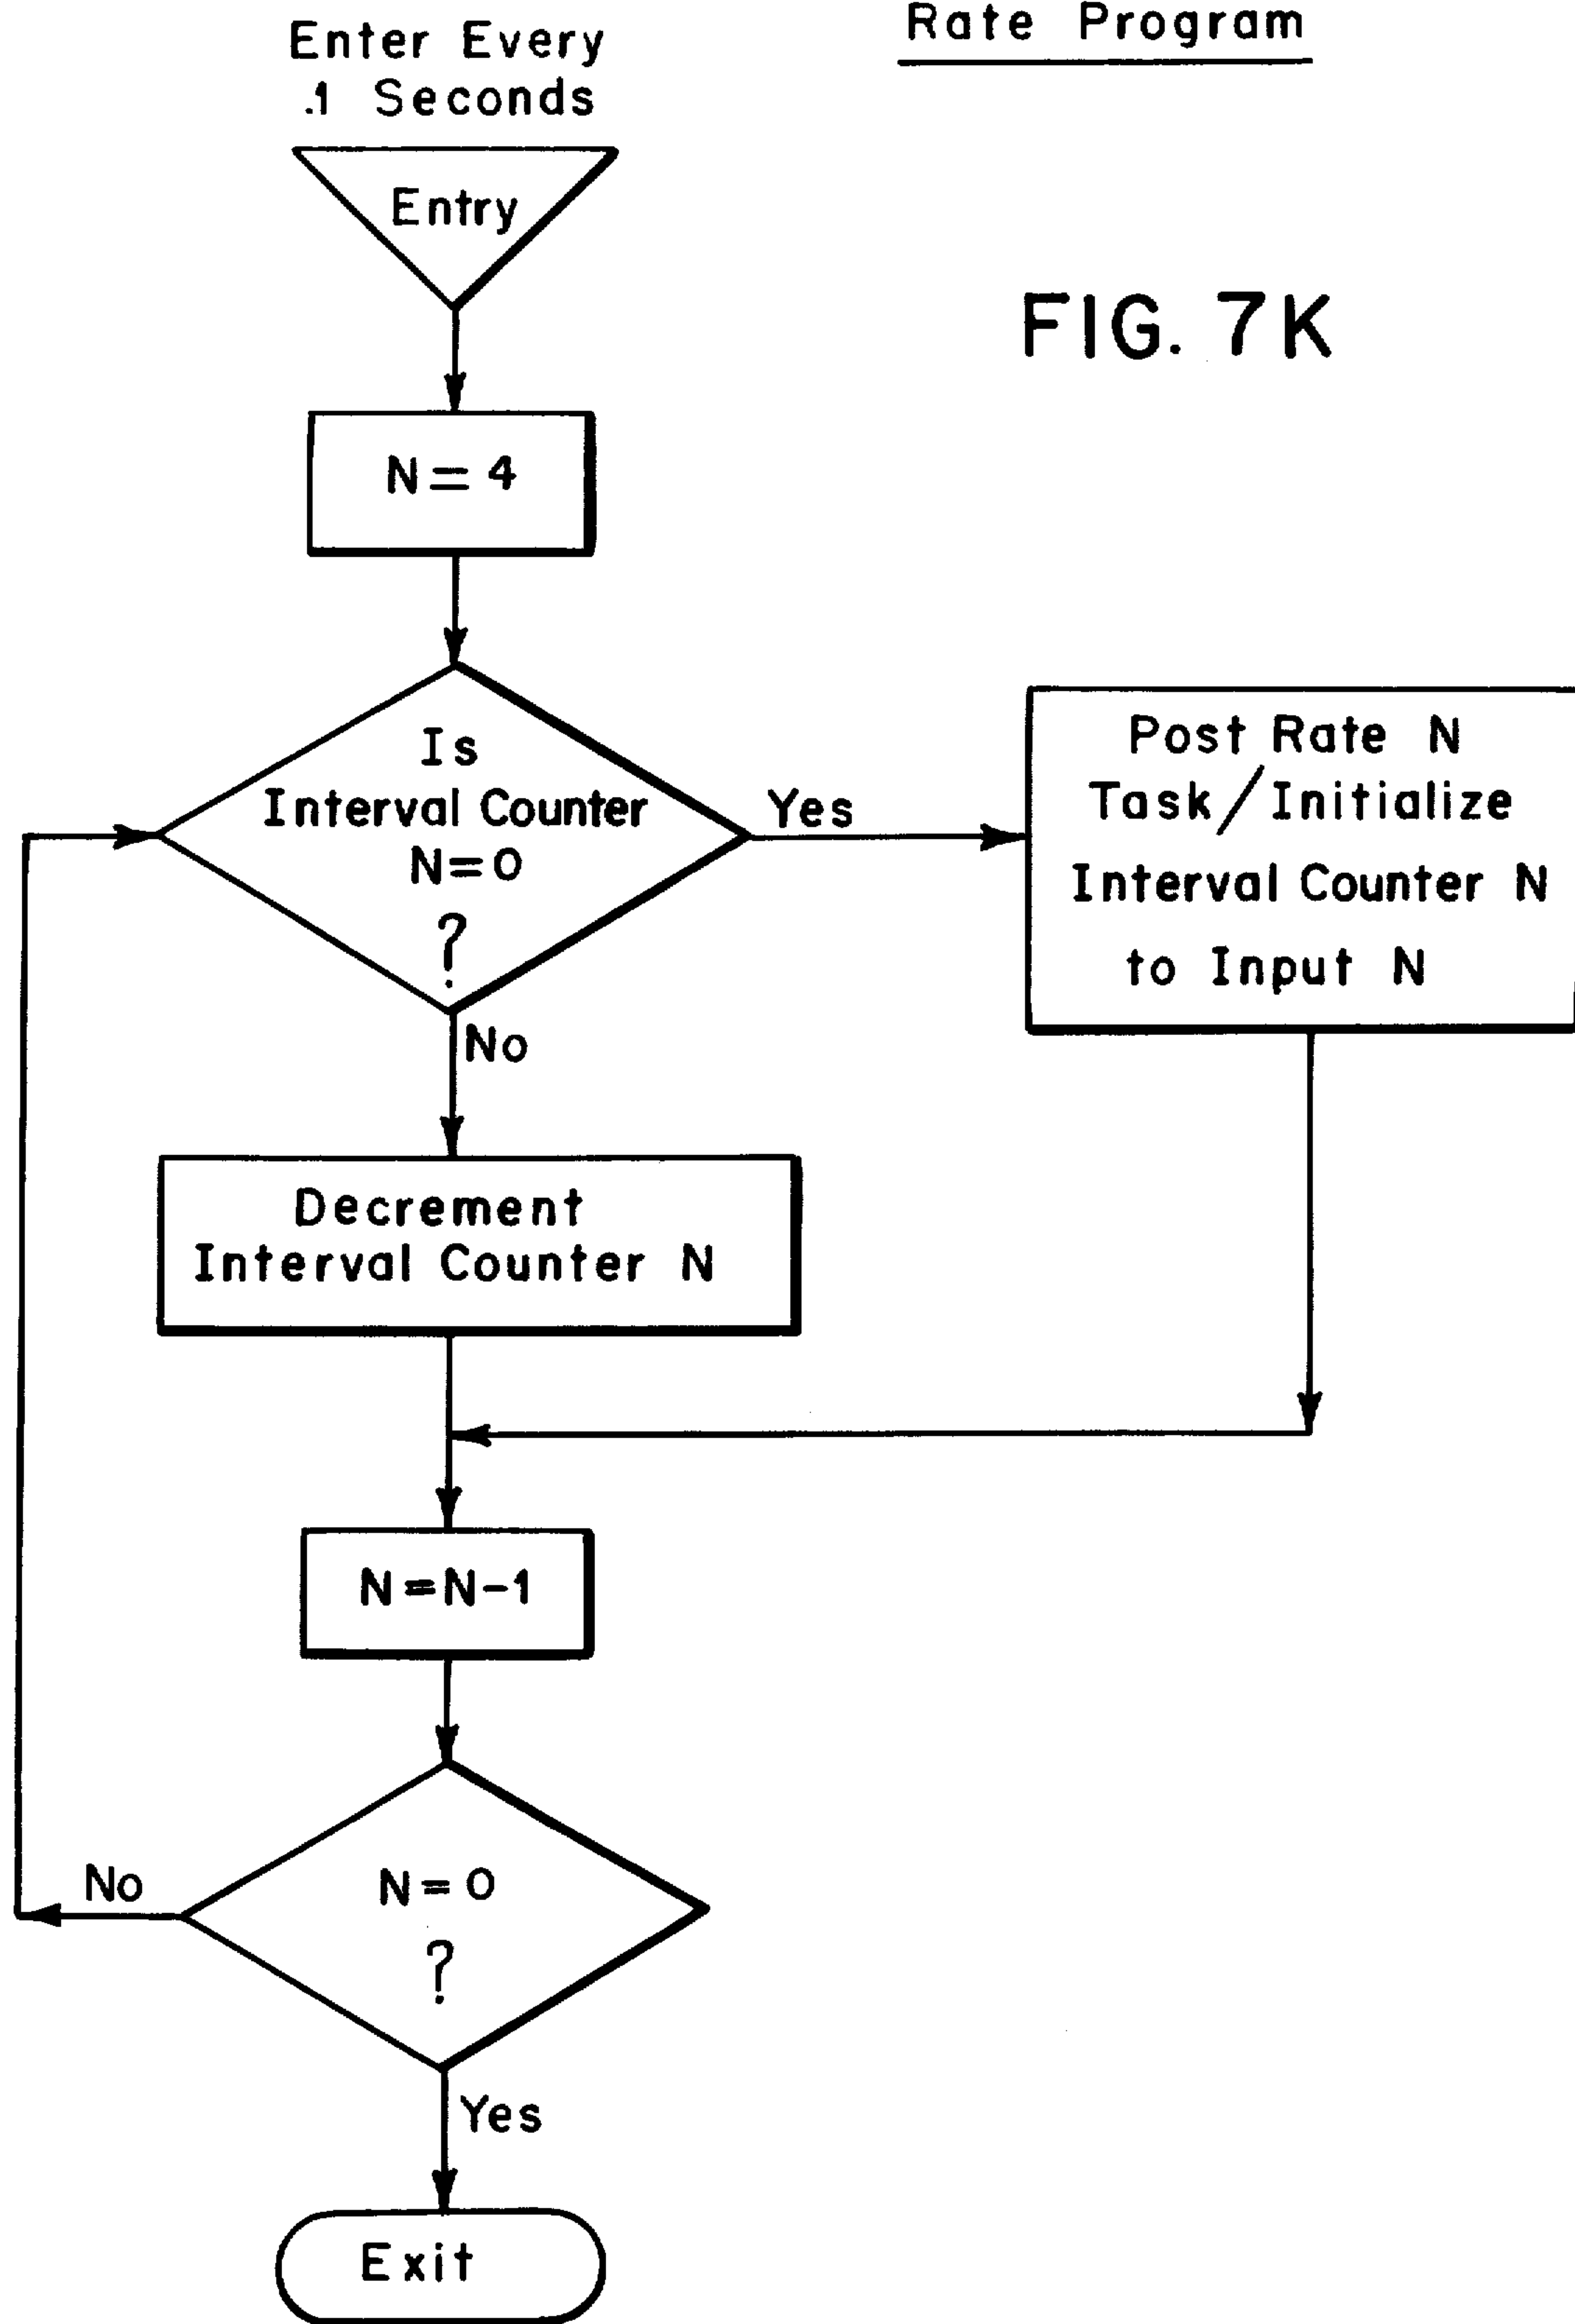 Rate Program
Enter Every
.1 Seconds
Entry
FIG. 7K
N=4
Is
Interval Counter
N=0
?
Yes
Post Rate N
Task/Initialize
Interval Counter N
to Input N
No
Decrement
Interval Counter N
N=N-1
N=0
?
No
Yes
Exit